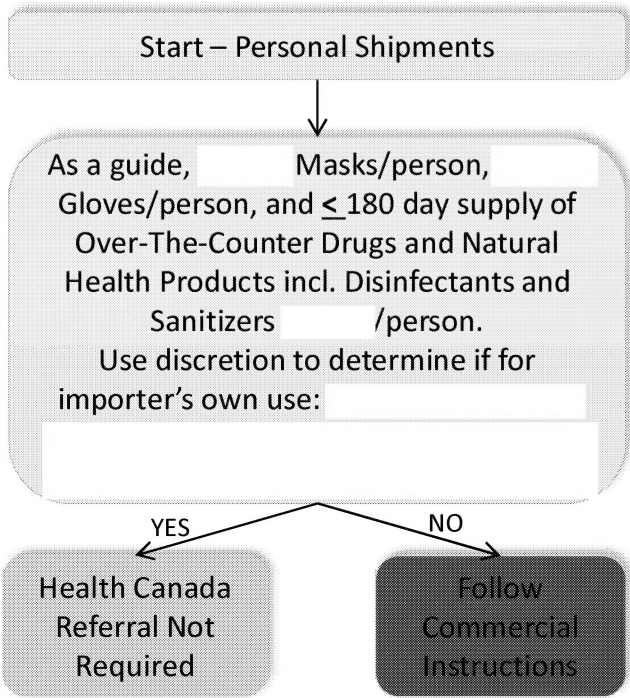 Start – Personal Shipments
As a guide, Masks/person,
Gloves/person, and < 180 day supply of
Over-The-Counter Drugs and Natural
Health Products incl. Disinfectants and
Sanitizers /person.
Use discretion to determine if for
importer's own use:
YES
NO
Health Canada
Referral Not
Required
Follow
Commercial
Instructions